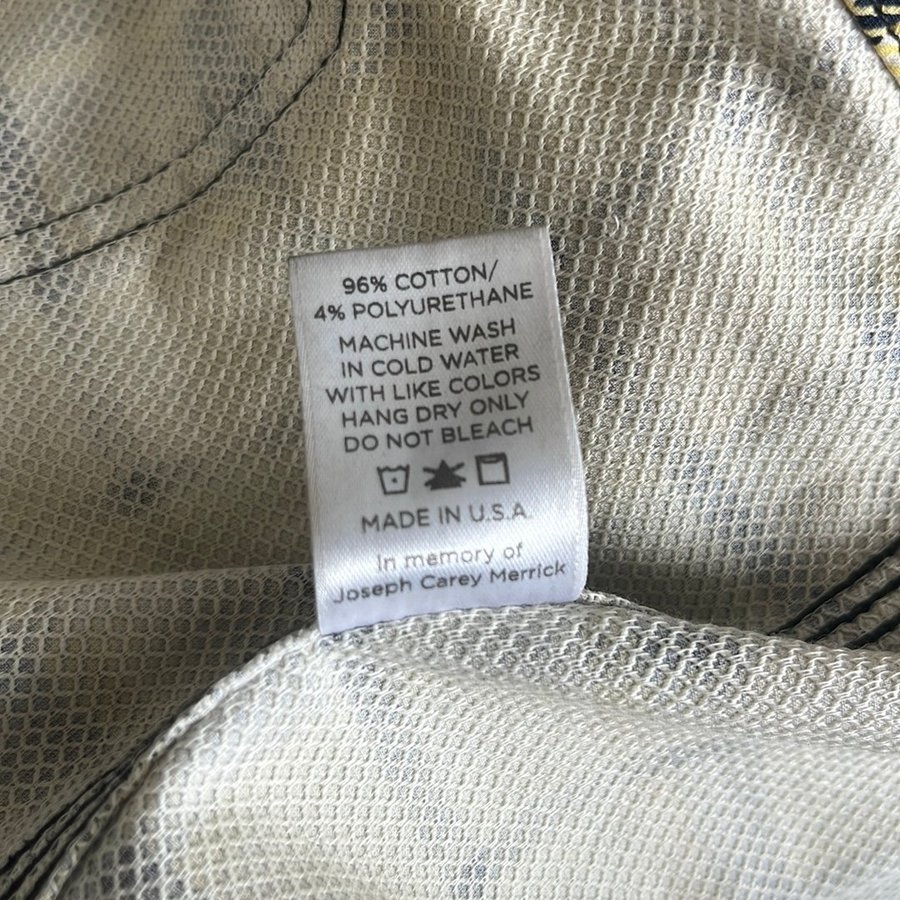 96% COTTON/
4% POLYURETHANE
MACHINE WASH
IN COLD WATER
WITH LIKE COLORS
HANG DRY ONLY
DO NOT BLEACH
MADE IN U.S.A
In memory of
Joseph Carey Merrick